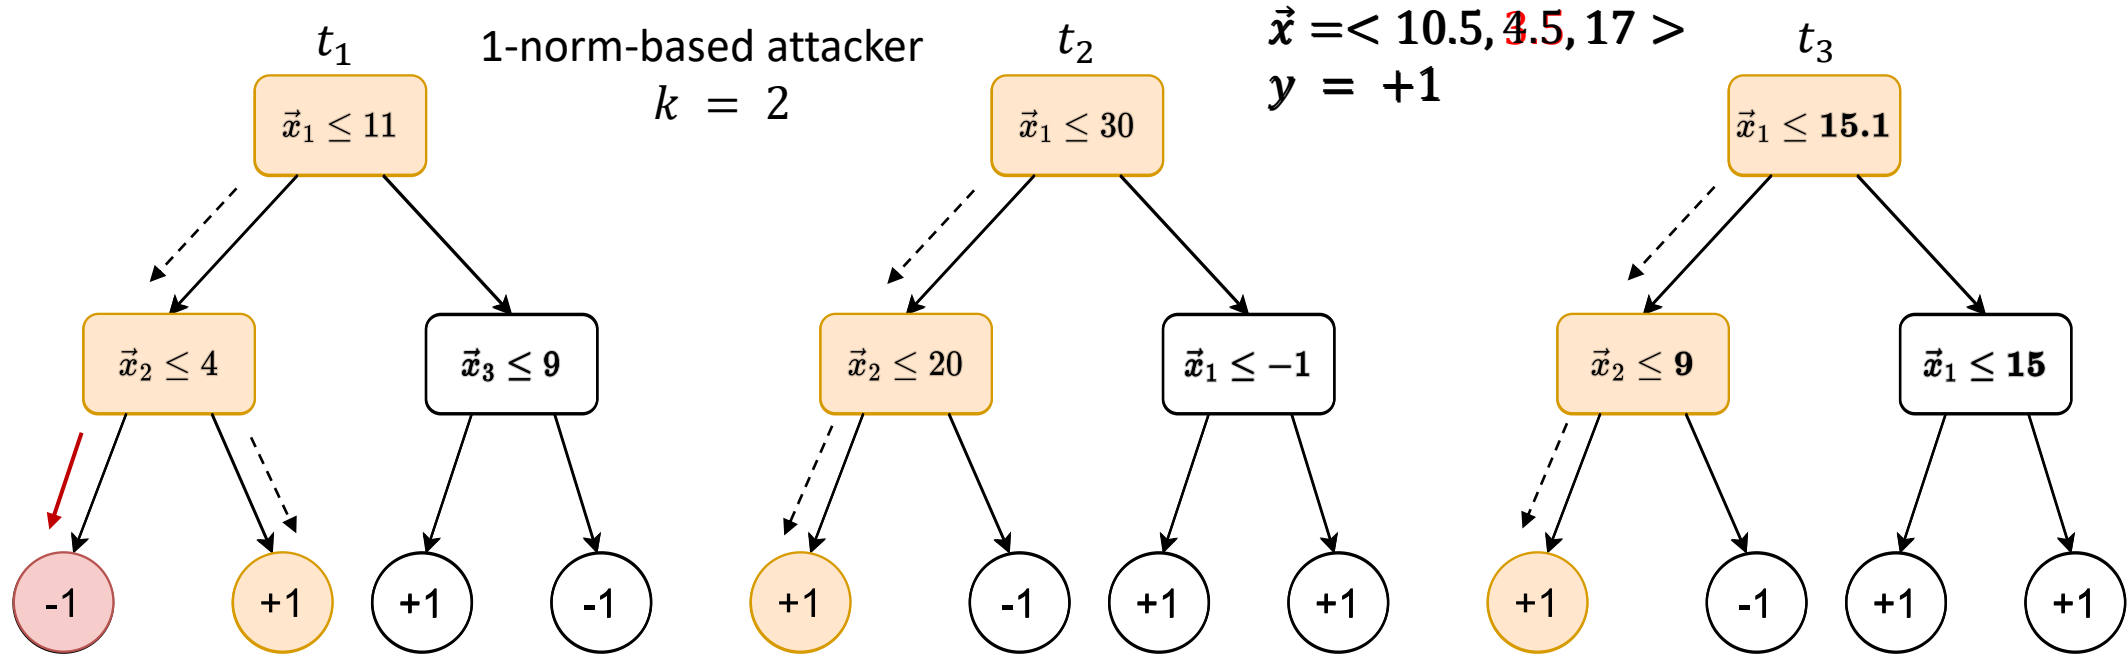 t₁
1-norm-based attacker
k = 2
t₂
x⃗ =< 10.5, .5, 17 >
y = +1
t₃
x⃗₁ ≤ 11
x⃗₁ ≤ 30
x⃗₁ ≤ 15.1
x⃗₂ ≤ 4
x⃗₃ ≤ 9
x⃗₂ ≤ 20
x⃗₁ ≤ −1
x⃗₂ ≤ 9
x⃗₁ ≤ 15
-1
+1
+1
-1
+1
-1
+1
+1
+1
-1
+1
+1